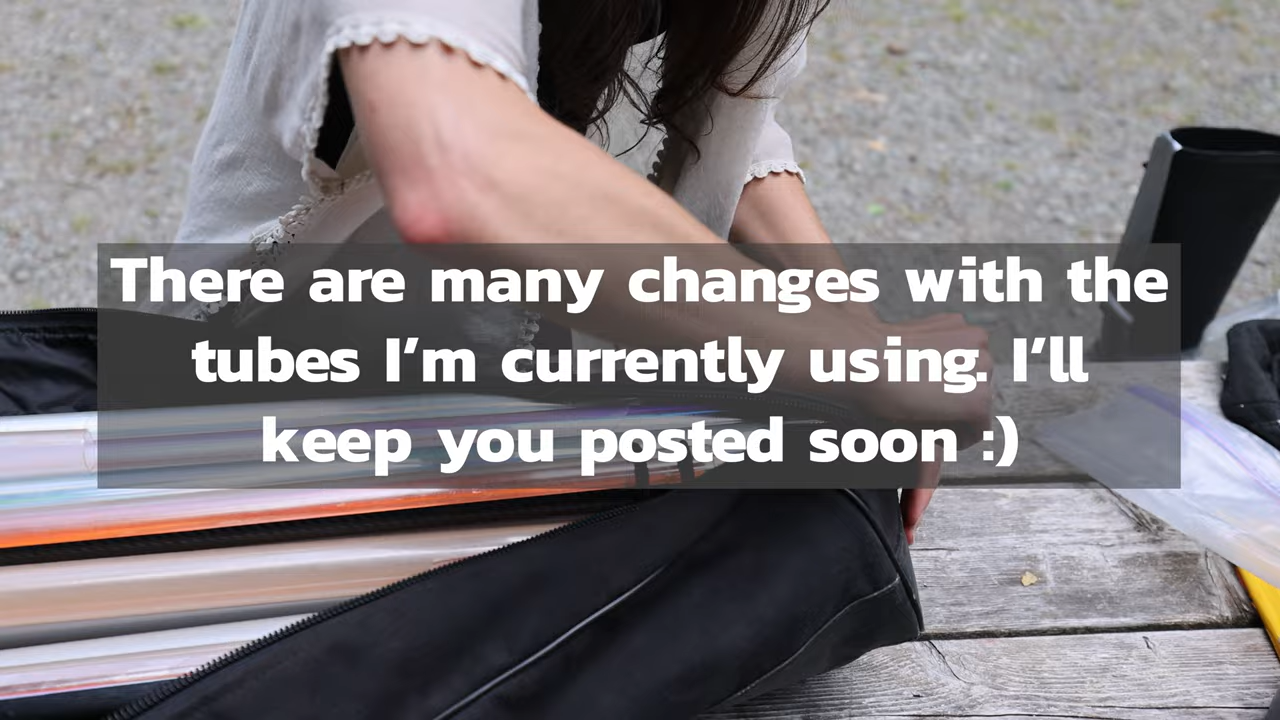 There are many changes with the
tubes I’m currently using. I’ll
keep you posted soon :)